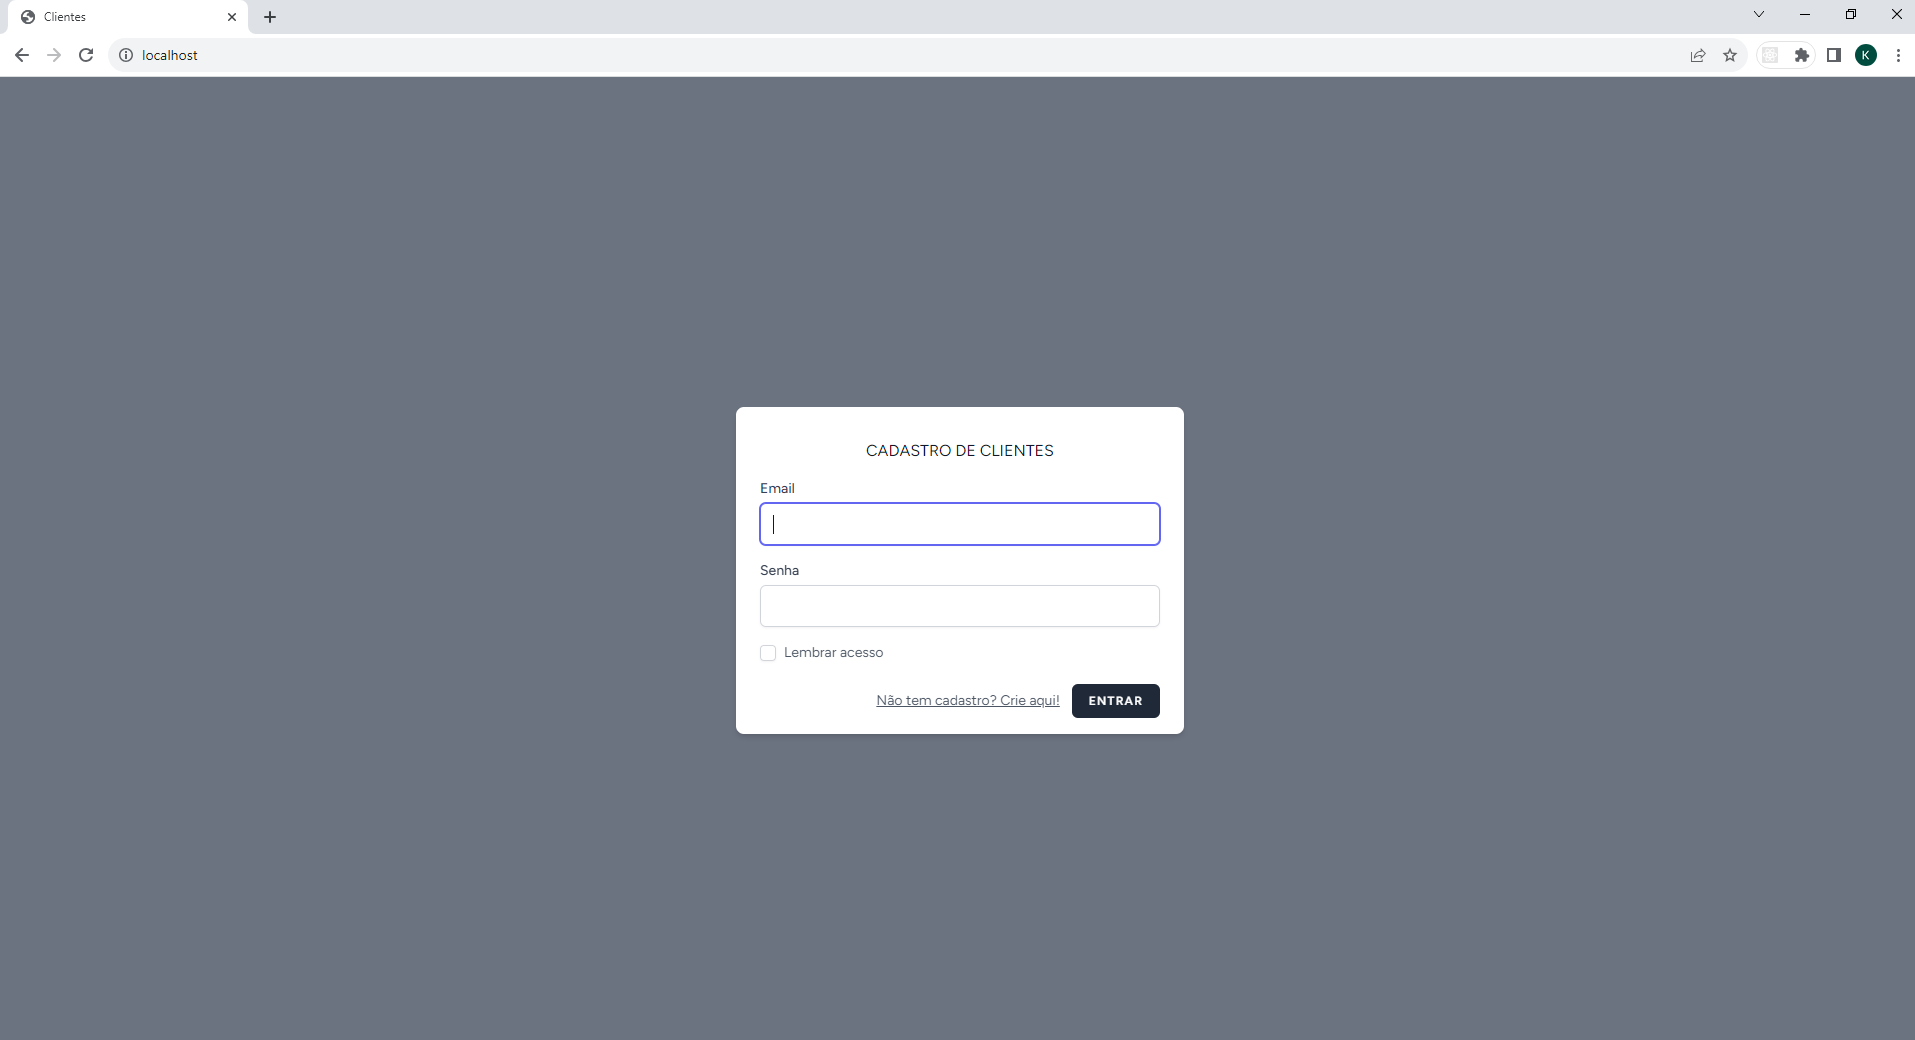 Clientes
localhost
K
CADASTRO DE CLIENTES
Email
Senha
Lembrar acesso
Não tem cadastro? Crie aqui! ENTRAR